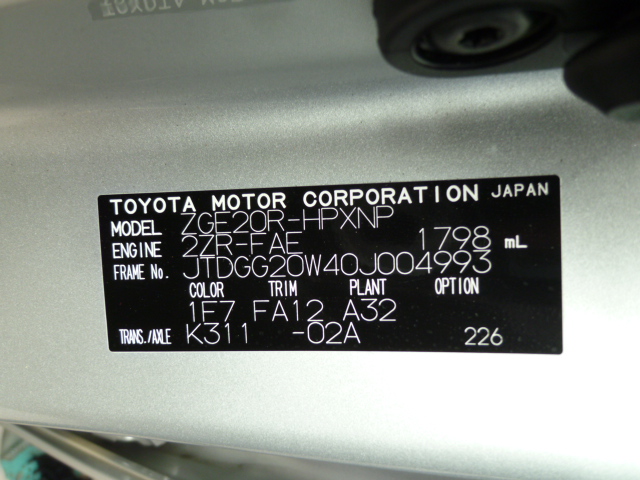 TOYOTA MOTOR CORPORATION JAPAN
MODEL ZGE20R-HPXNP
ENGINE 2ZR-FAE 1798 mL
FRAME No. JTDGG20W40J004993
COLOR TRIM PLANT OPTION
1E7 FA12 A32
TRANS./AXLE K311 -02A 226